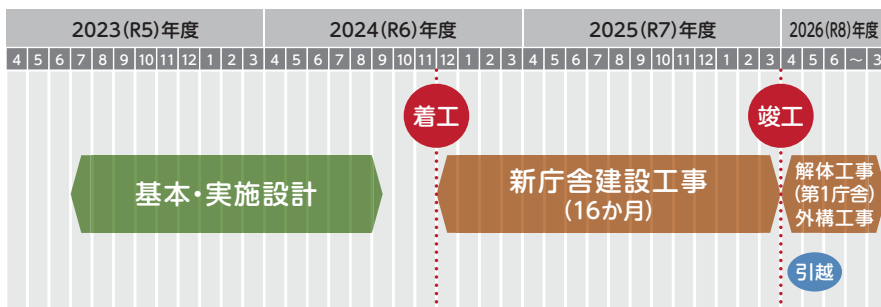 2023(R5)年度 2024(R6)年度 2025(R7)年度 2026(R8)年度
4 5 6 7 8 9 10 11 12 1 2 3 4 5 6 7 8 9 10 11 12 1 2 3 4 5 6 7 8 9 10 11 12 1 2 3 4 5 6 ～ 3
着工 竣工
基本・実施設計
新庁舎建設工事
(16か月)
解体工事
(第1庁舎)
外構工事
引越